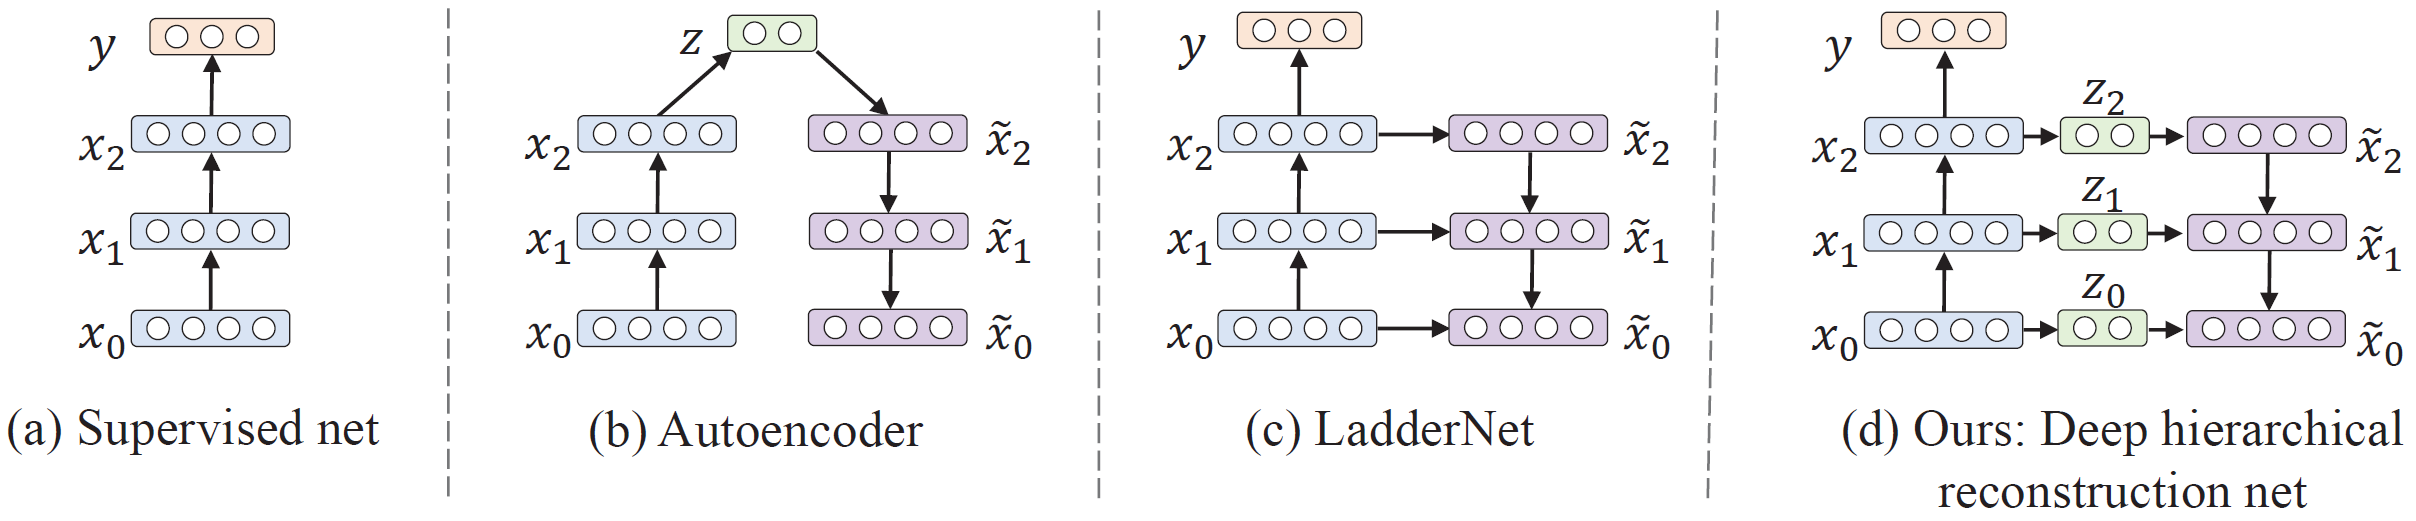 y
x₂
x₁
x₀
(a) Supervised net
z
x₂ x̃₂
x₁ x̃₁
x₀ x̃₀
(b) Autoencoder
y
x₂ x̃₂
x₁ x̃₁
x₀ x̃₀
(c) LadderNet
y
z₂
x₂ x̃₂
z₁
x₁ x̃₁
z₀
x₀ x̃₀
(d) Ours: Deep hierarchical
reconstruction net